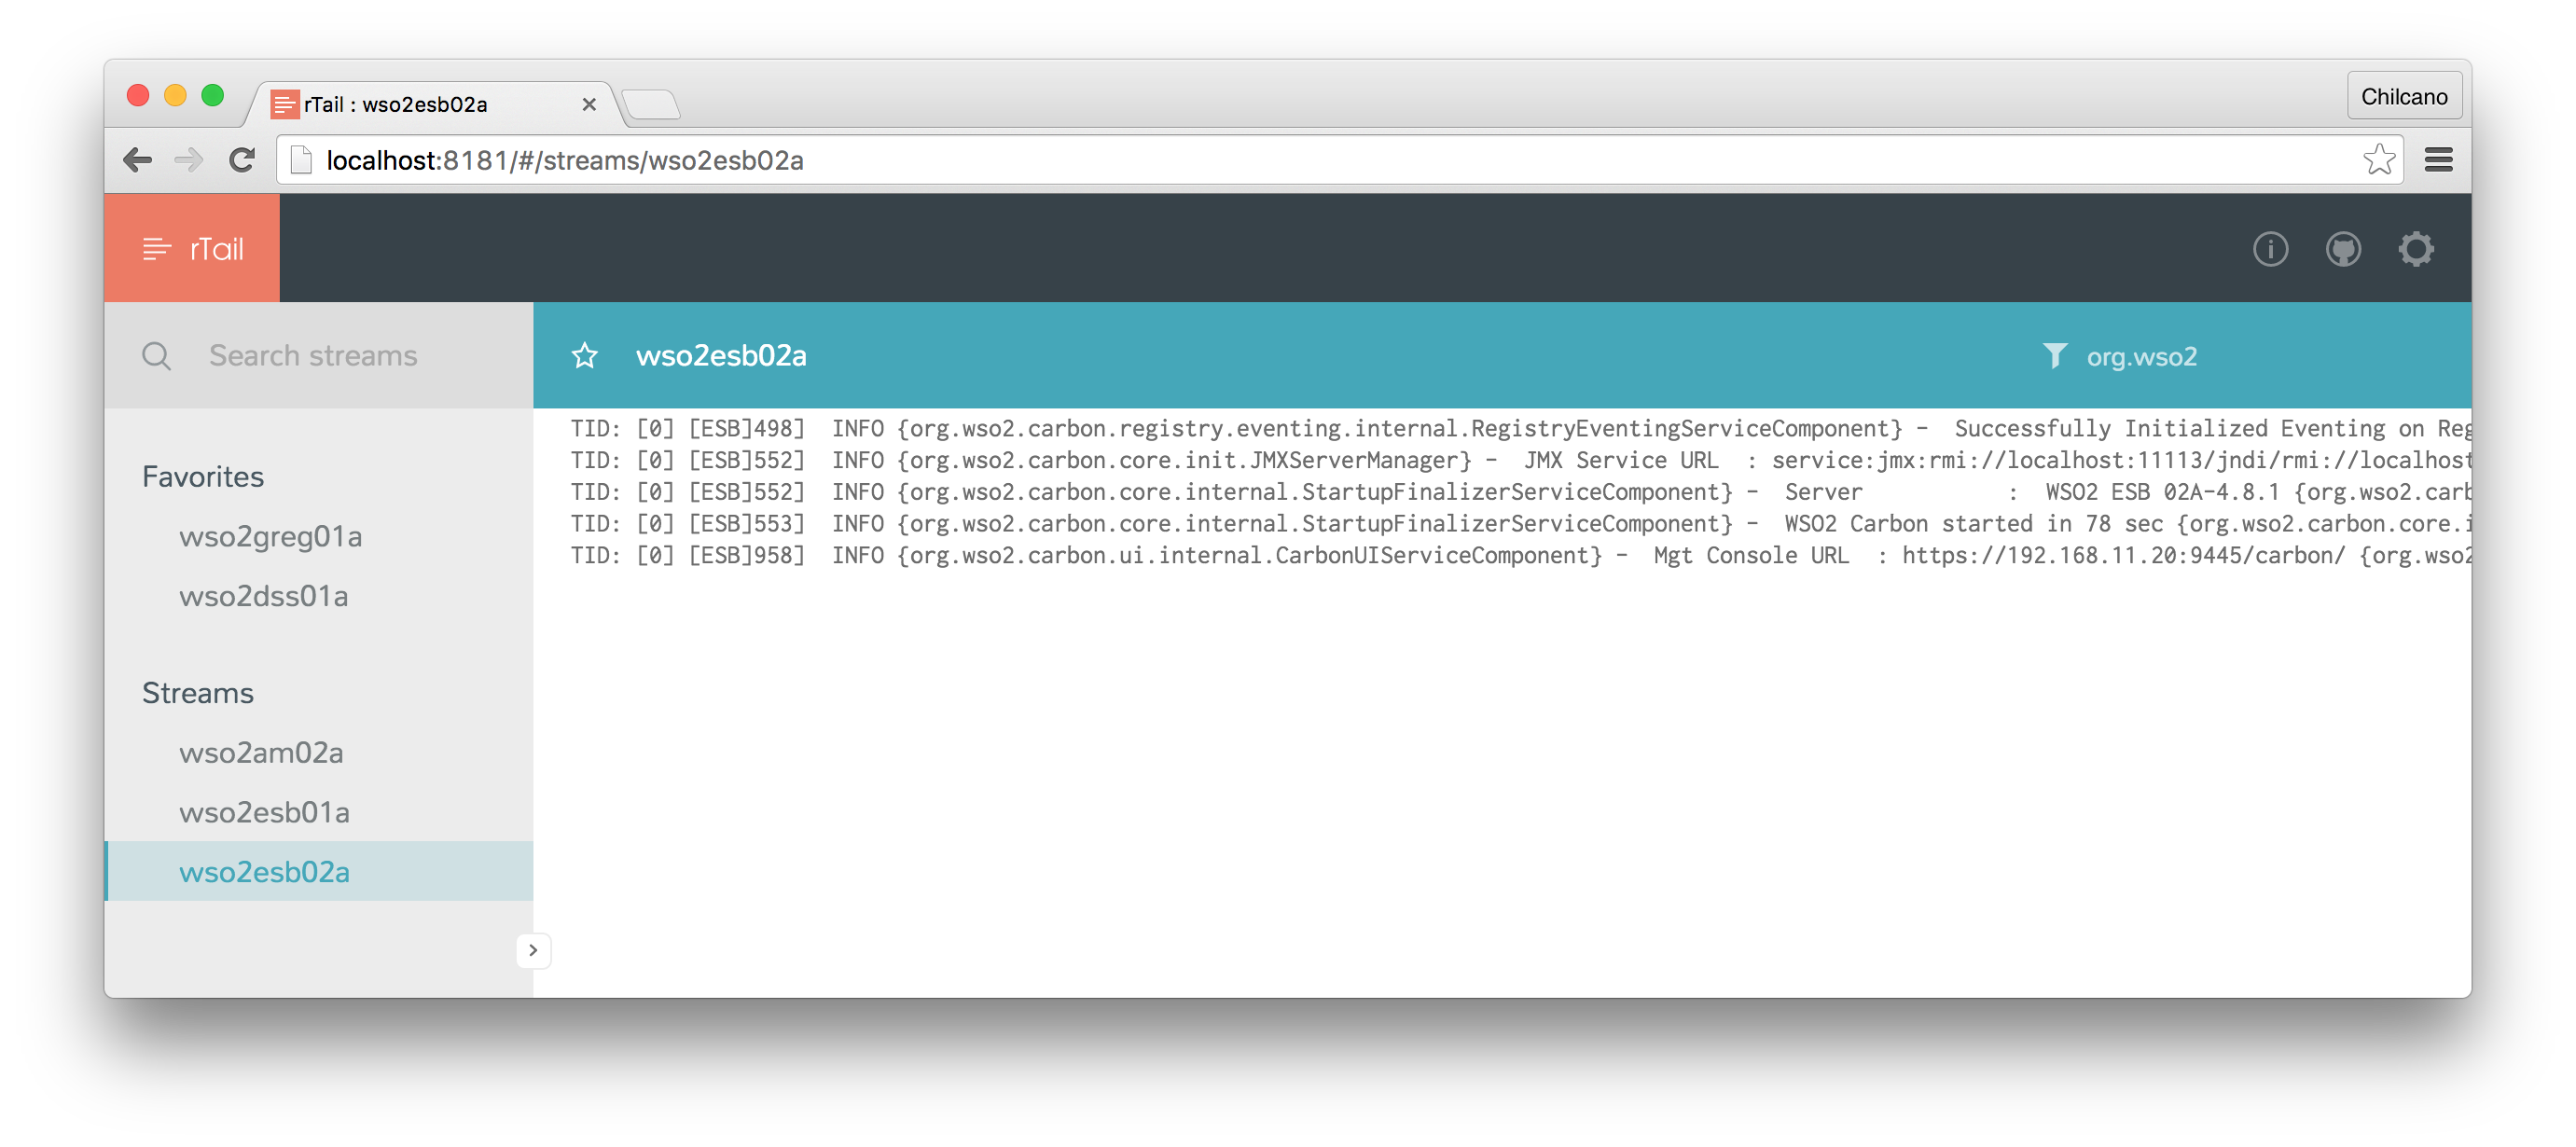 rTail : wso2esb02a
Chilcano
localhost:8181/#/streams/wso2esb02a
rTail
Search streams
wso2esb02a
org.wso2
Favorites
wso2greg01a
wso2dss01a
Streams
wso2am02a
wso2esb01a
wso2esb02a
TID: [0] [ESB]498]  INFO {org.wso2.carbon.registry.eventing.internal.RegistryEventingServiceComponent} -  Successfully Initialized Eventing on Reg
TID: [0] [ESB]552]  INFO {org.wso2.carbon.core.init.JMXServerManager} -  JMX Service URL  : service:jmx:rmi://localhost:11113/jndi/rmi://localhost
TID: [0] [ESB]552]  INFO {org.wso2.carbon.core.internal.StartupFinalizerServiceComponent} -  Server           :  WSO2 ESB 02A-4.8.1 {org.wso2.carb
TID: [0] [ESB]553]  INFO {org.wso2.carbon.core.internal.StartupFinalizerServiceComponent} -  WSO2 Carbon started in 78 sec {org.wso2.carbon.core.i
TID: [0] [ESB]958]  INFO {org.wso2.carbon.ui.internal.CarbonUIServiceComponent} -  Mgt Console URL  : https://192.168.11.20:9445/carbon/ {org.wso2